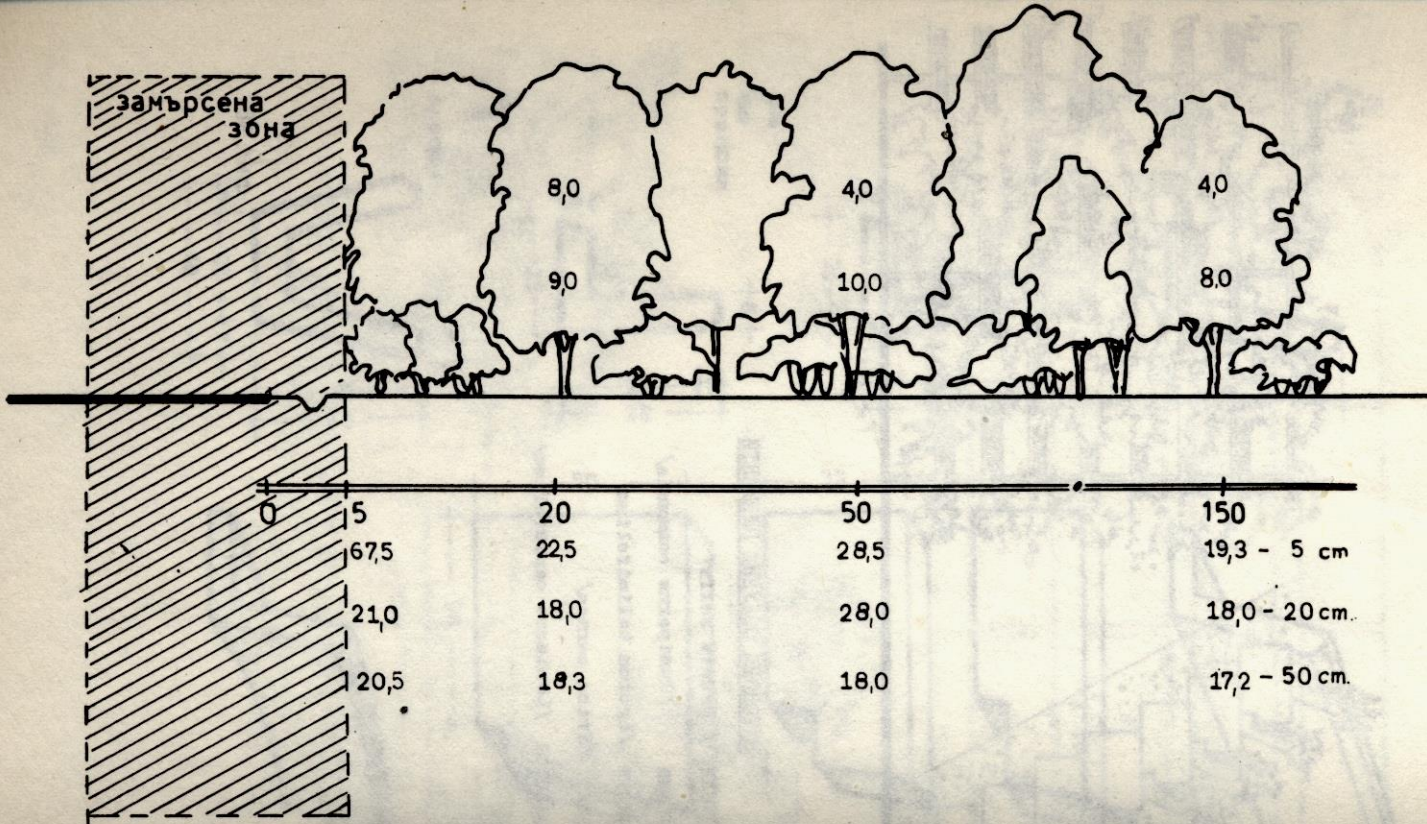 замърсена
зона
8,0 4,0 4,0
9,0 10,0 8,0
0 5 20 50 150
67,5 22,5 28,5 19,3 - 5 cm
21,0 18,0 28,0 18,0 - 20 cm.
20,5 18,3 18,0 17,2 - 50 cm.